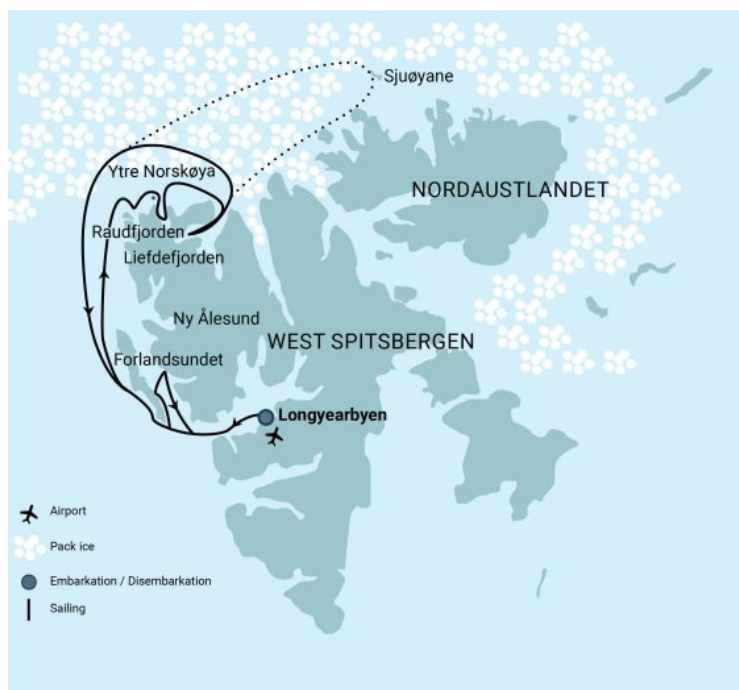 Sjuøyane
Ytre Norskøya
NORDAUSTLANDET
Raudfjorden
Liefdefjorden
Ny Ålesund
WEST SPITSBERGEN
Forlandsundet
Longyearbyen
Airport
Pack ice
Embarkation / Disembarkation
Sailing